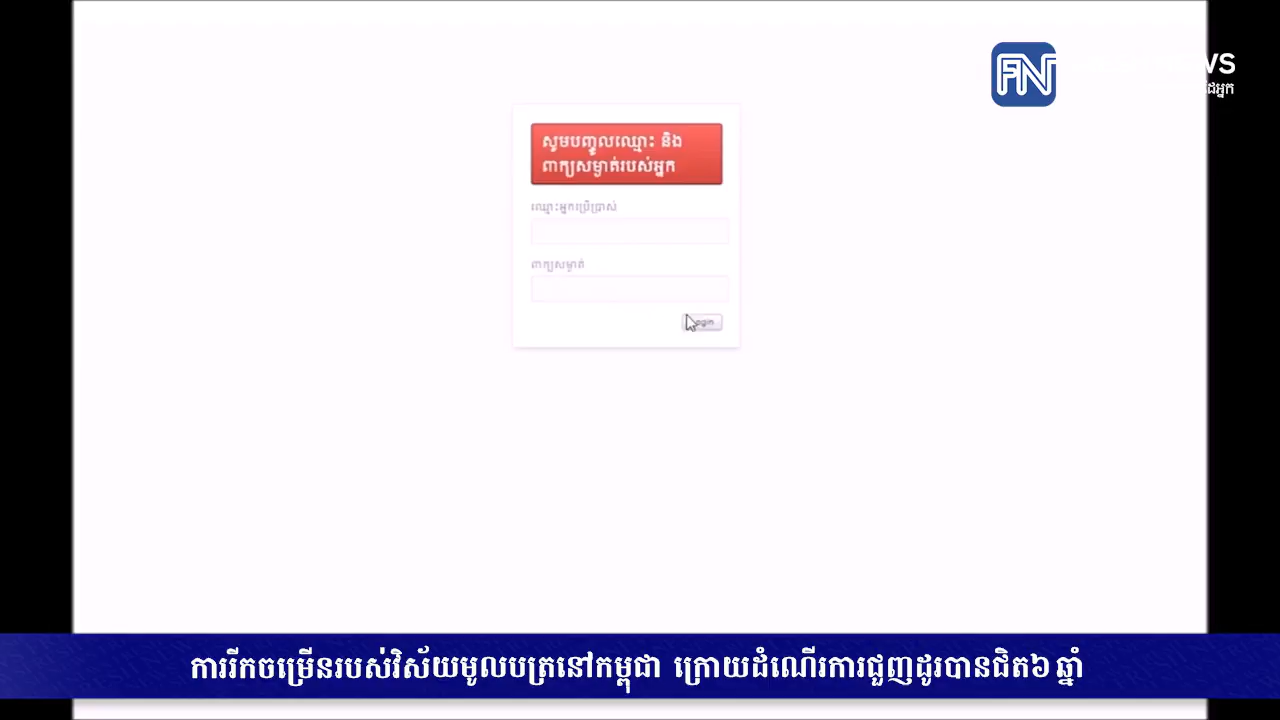 FN
សូមបញ្ចូលឈ្មោះ និង
ពាក្យសម្ងាត់របស់អ្នក
ឈ្មោះអ្នកប្រើប្រាស់
ពាក្យសម្ងាត់
ការរីកចម្រើនរបស់វិស័យមូលបត្រនៅកម្ពុជា ក្រោយដំណើរការជួញដូរបានជិត៦ ឆ្នាំ